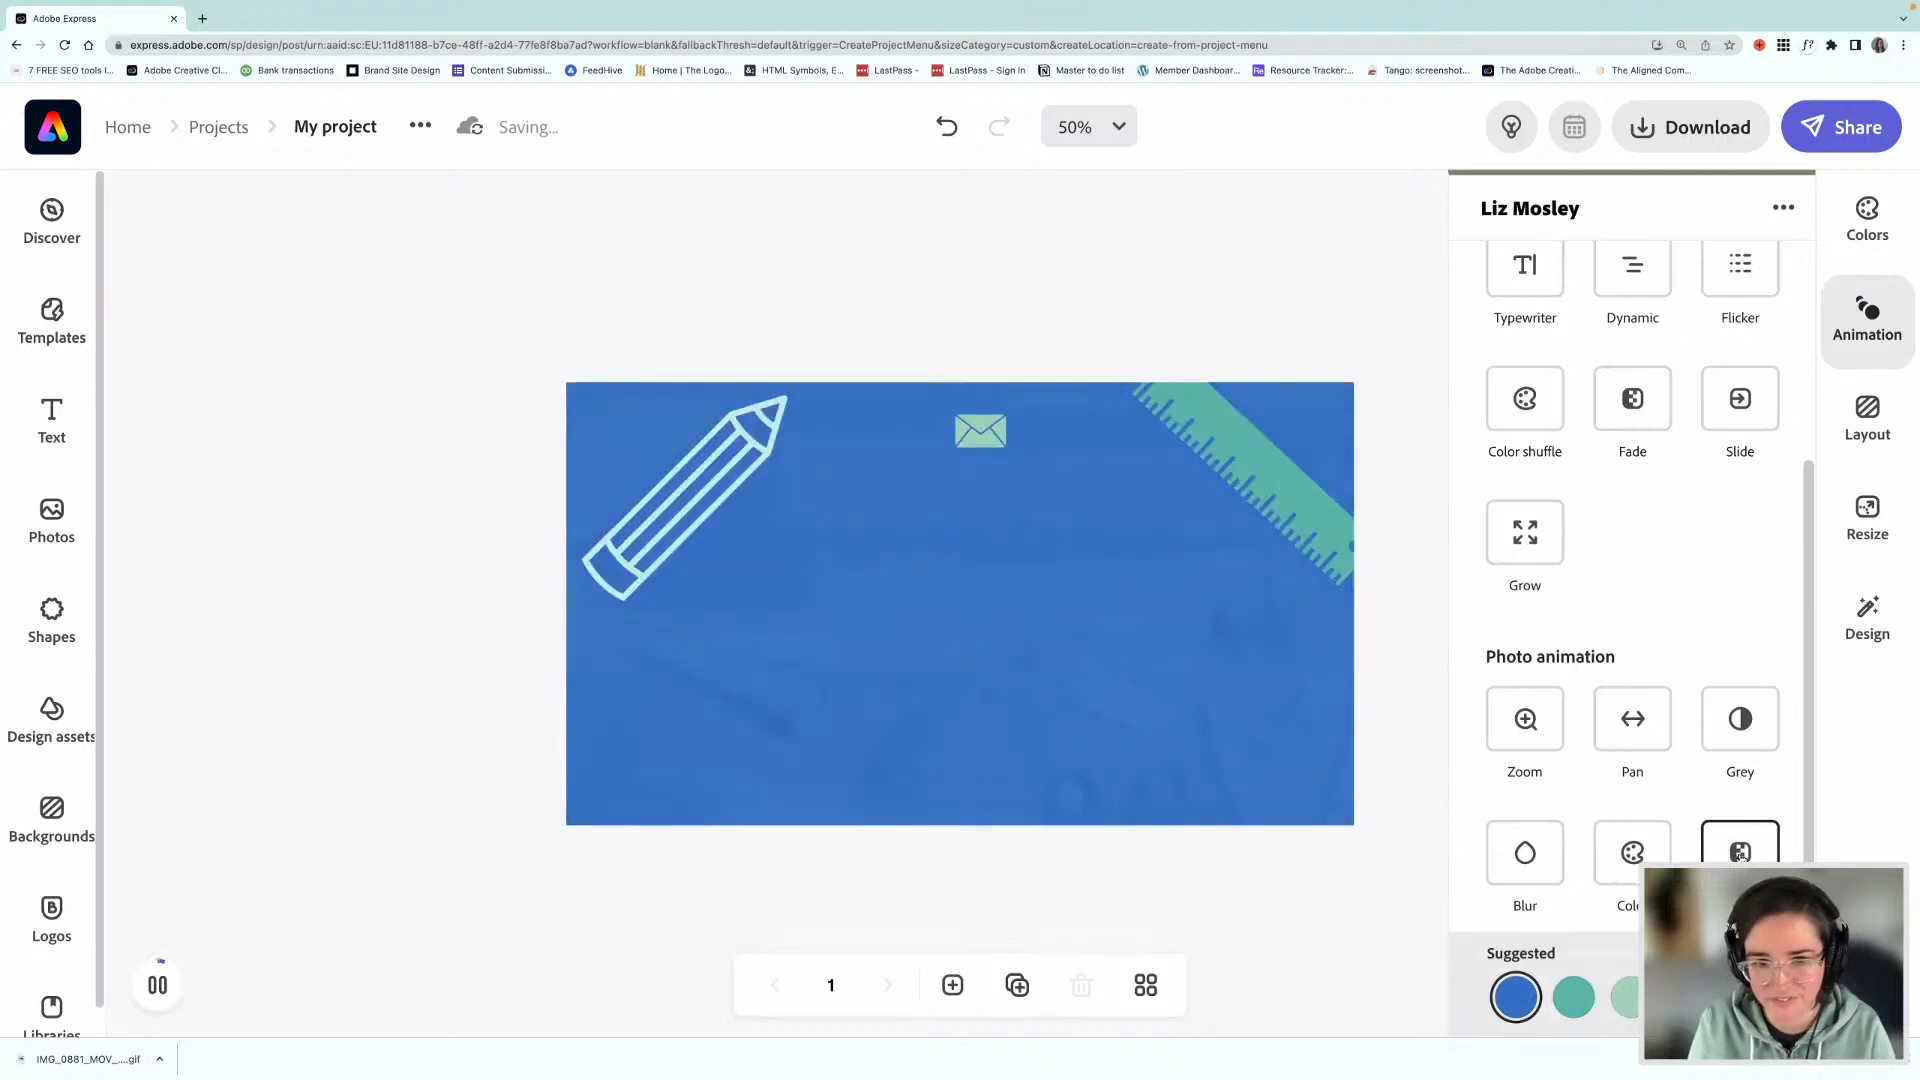 Adobe Express
express.adobe.com/sp/design/post/urn:aaid:sc:EU:11d81188-b7ce-48ff-a2d4-77fe8f8ba7ad?workflow=blank&fallbackThresh=default&trigger=CreateProjectMenu&sizeCategory=custom&createLocation=create-from-project-menu
7 FREE SEO tools l... Adobe Creative Cl... Bank transactions Brand Site Design Content Submissi... FeedHive Home | The Logo... HTML Symbols, E... LastPass - LastPass - Sign In Master to do list Member Dashboar... Resource Tracker:... Tango: screenshot... The Adobe Creati... The Aligned Com...
Home Projects My project Saving... 50% Download Share
Discover
Templates
Text
Photos
Shapes
Design assets
Backgrounds
Logos
Libraries
Liz Mosley
Typewriter Dynamic Flicker
Color shuffle Fade Slide
Grow
Photo animation
Zoom Pan Grey
Blur Colo
Suggested
Colors
Animation
Layout
Resize
Design
1
IMG_0881_MOV_....gif